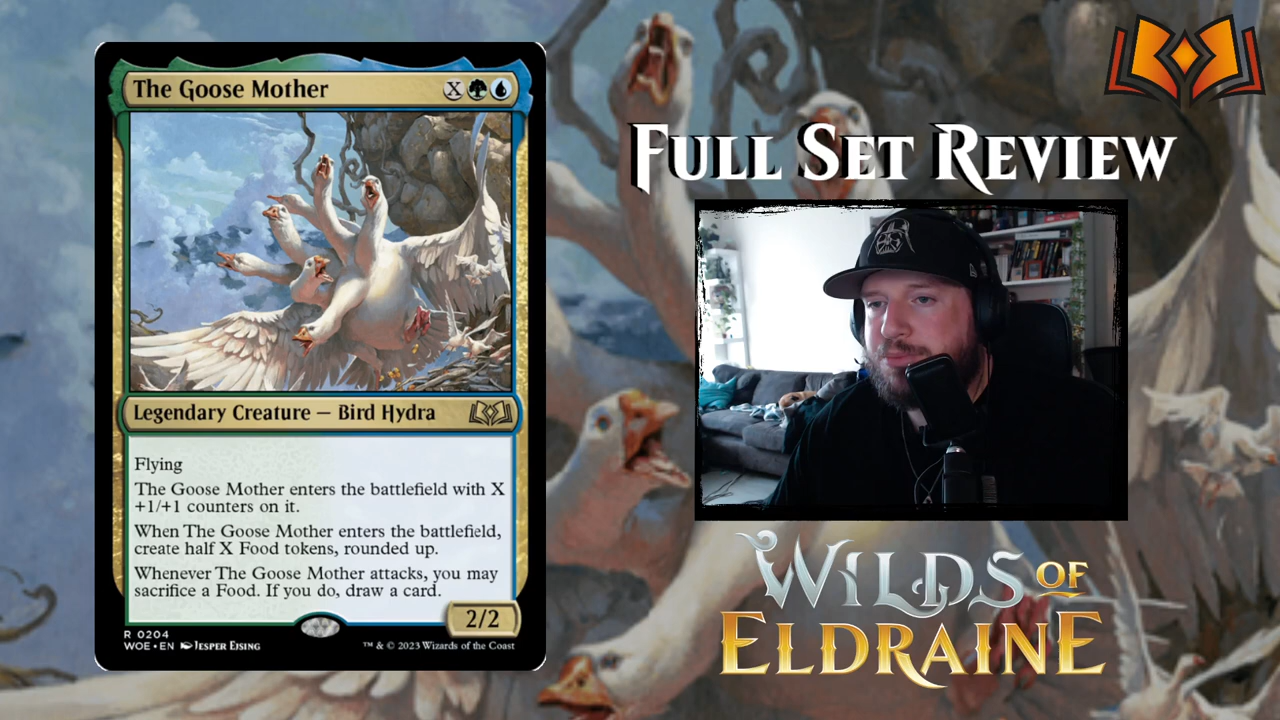 The Goose Mother X
Legendary Creature — Bird Hydra
Flying
The Goose Mother enters the battlefield with X
+1/+1 counters on it.
When The Goose Mother enters the battlefield,
create half X Food tokens, rounded up.
Whenever The Goose Mother attacks, you may
sacrifice a Food. If you do, draw a card.
2/2
R 0204
WOE • EN JESPER EJSING
™ & © 2023 Wizards of the Coast
FULL SET REVIEW
WILDS OF
ELDRAINE